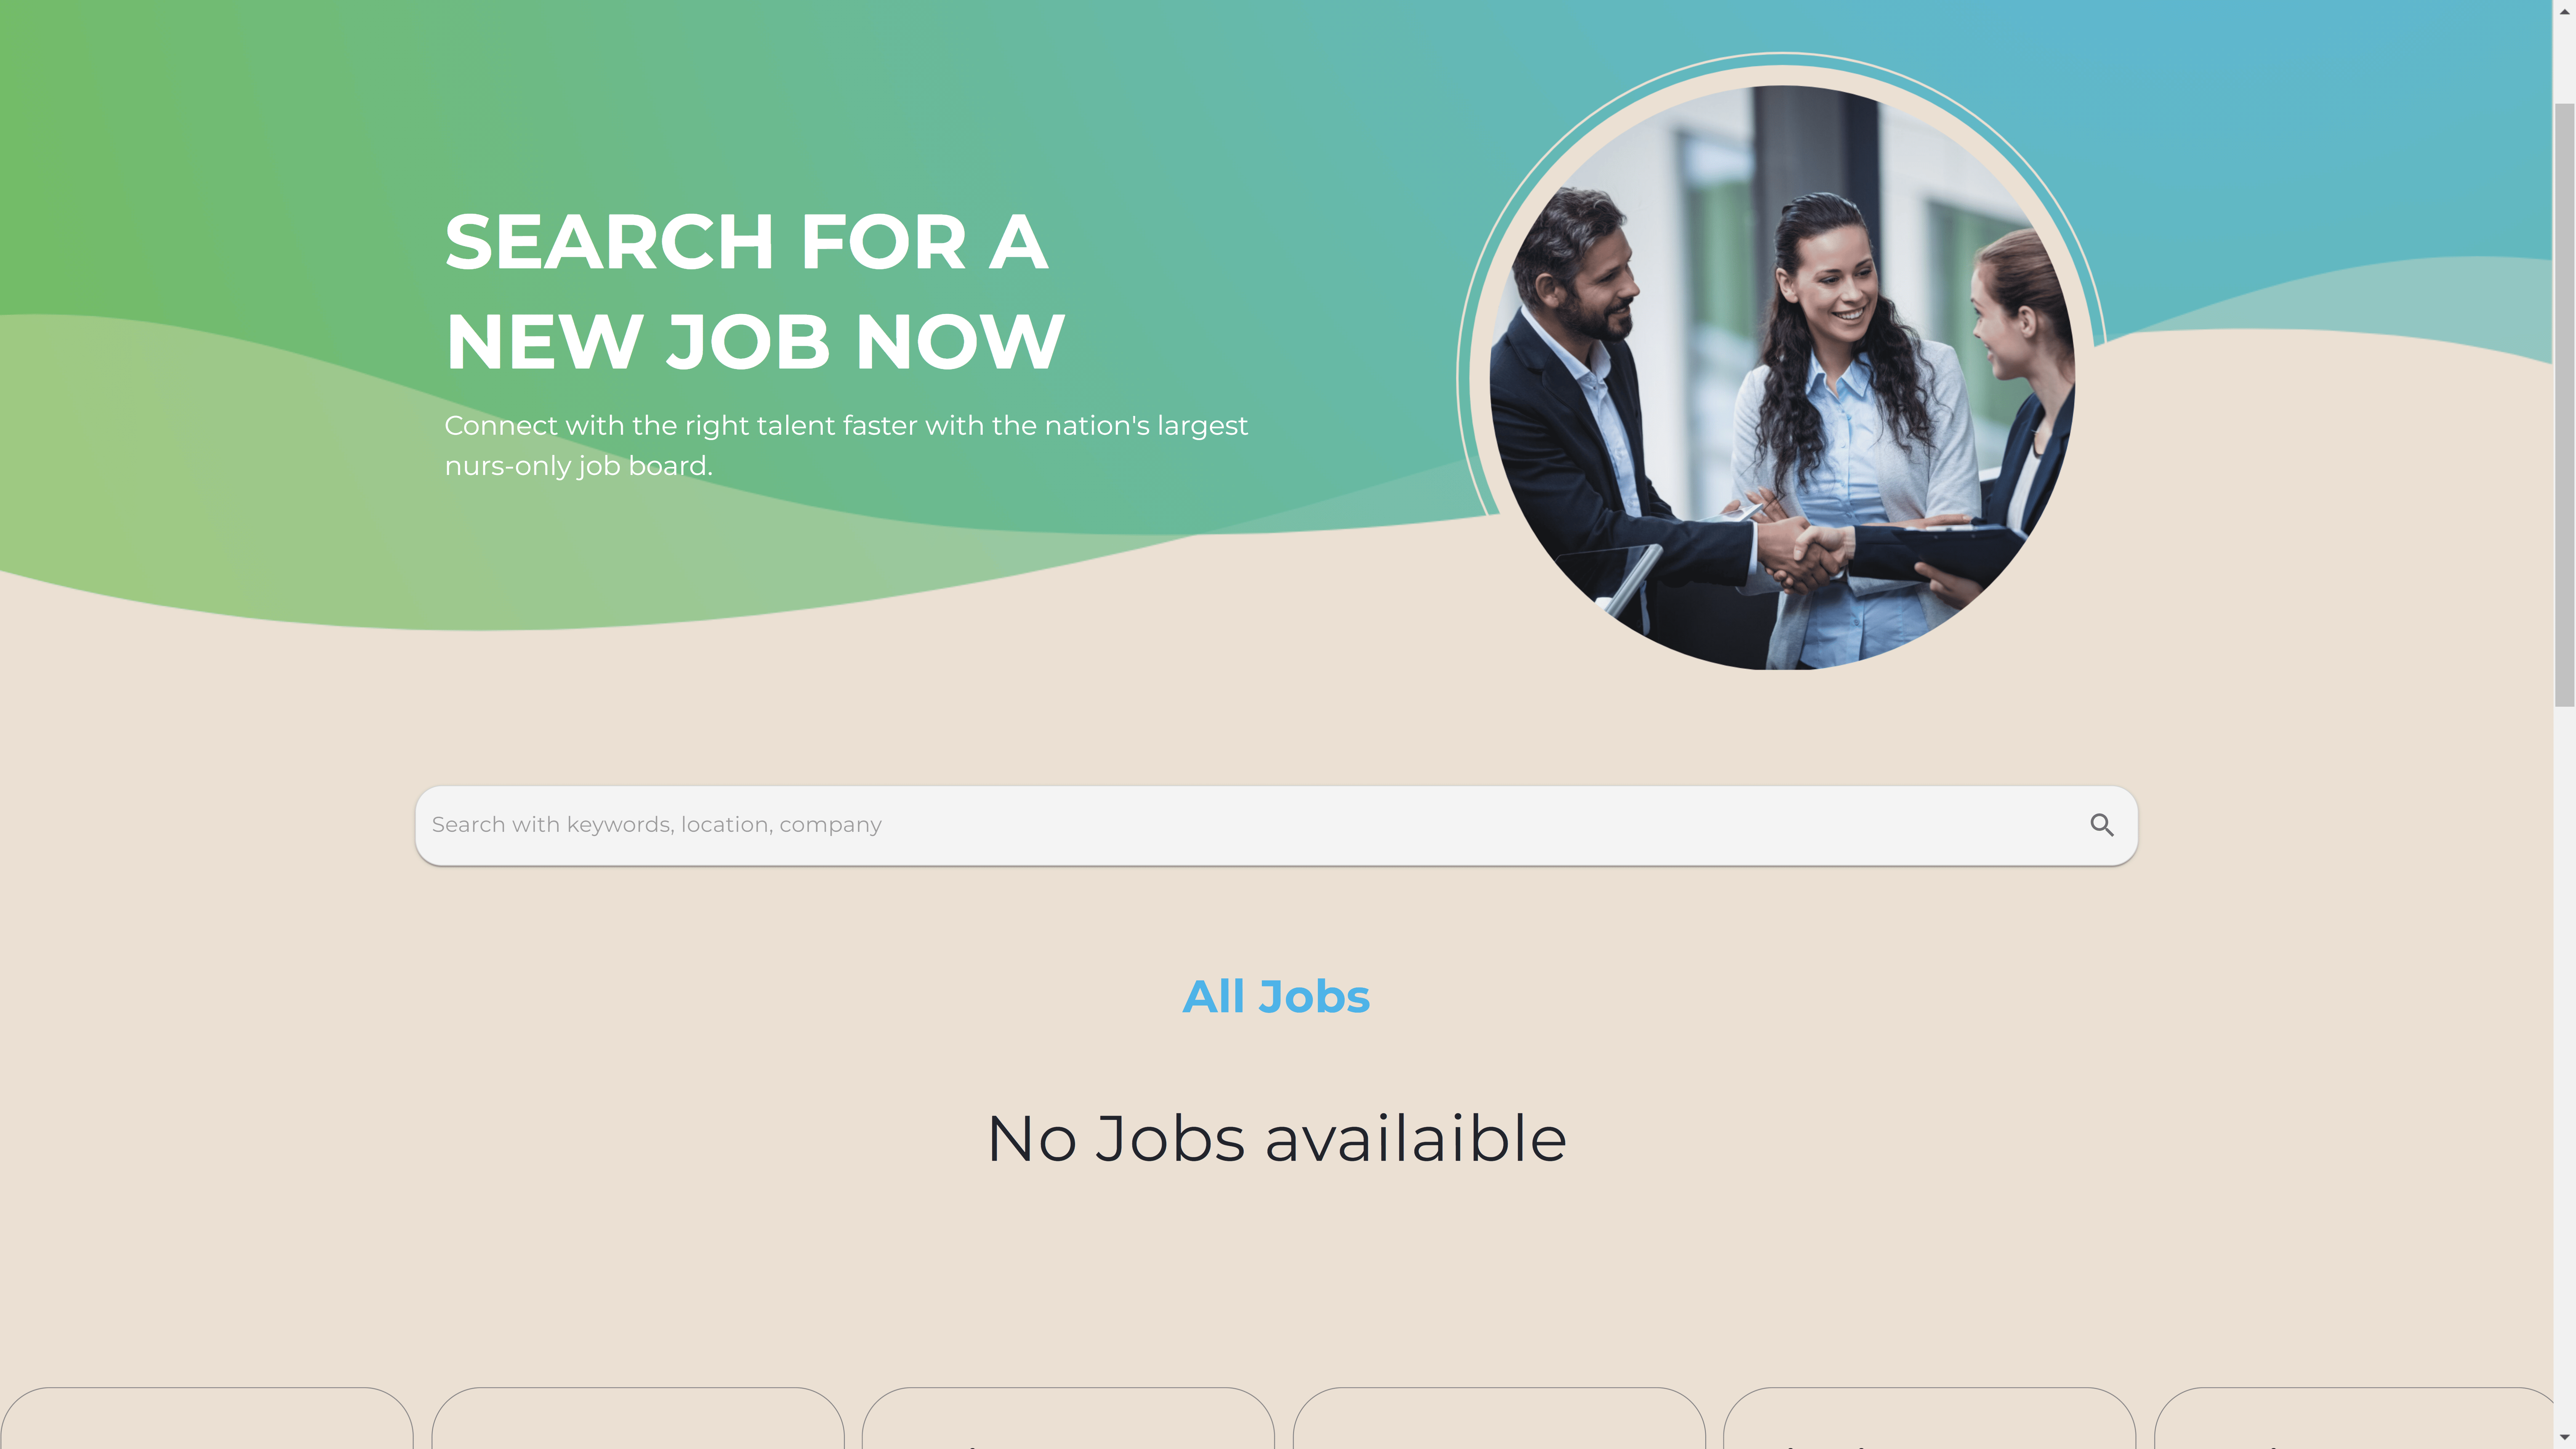 SEARCH FOR A
NEW JOB NOW
Connect with the right talent faster with the nation's largest
nurs-only job board.
Search with keywords, location, company
All Jobs
No Jobs availaible